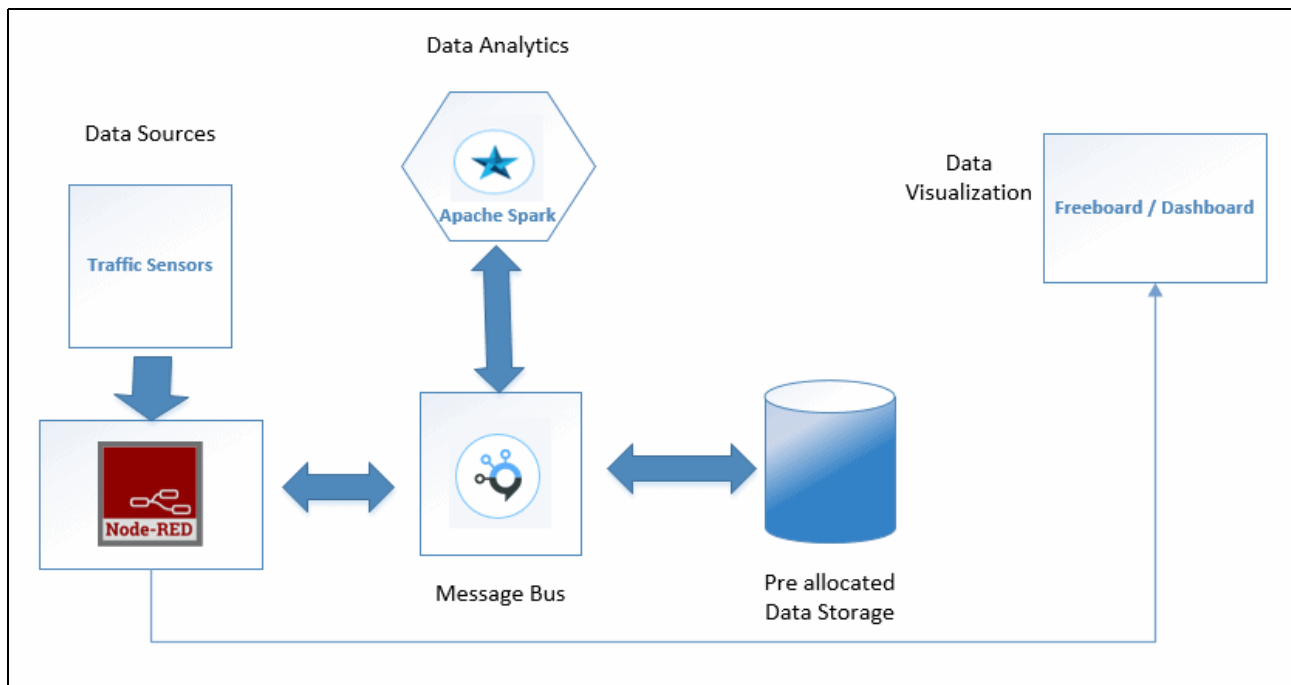 Data Analytics
Data Sources
Apache Spark
Traffic Sensors
Data
Visualization
Freeboard / Dashboard
Node-RED
Message Bus
Pre allocated
Data Storage